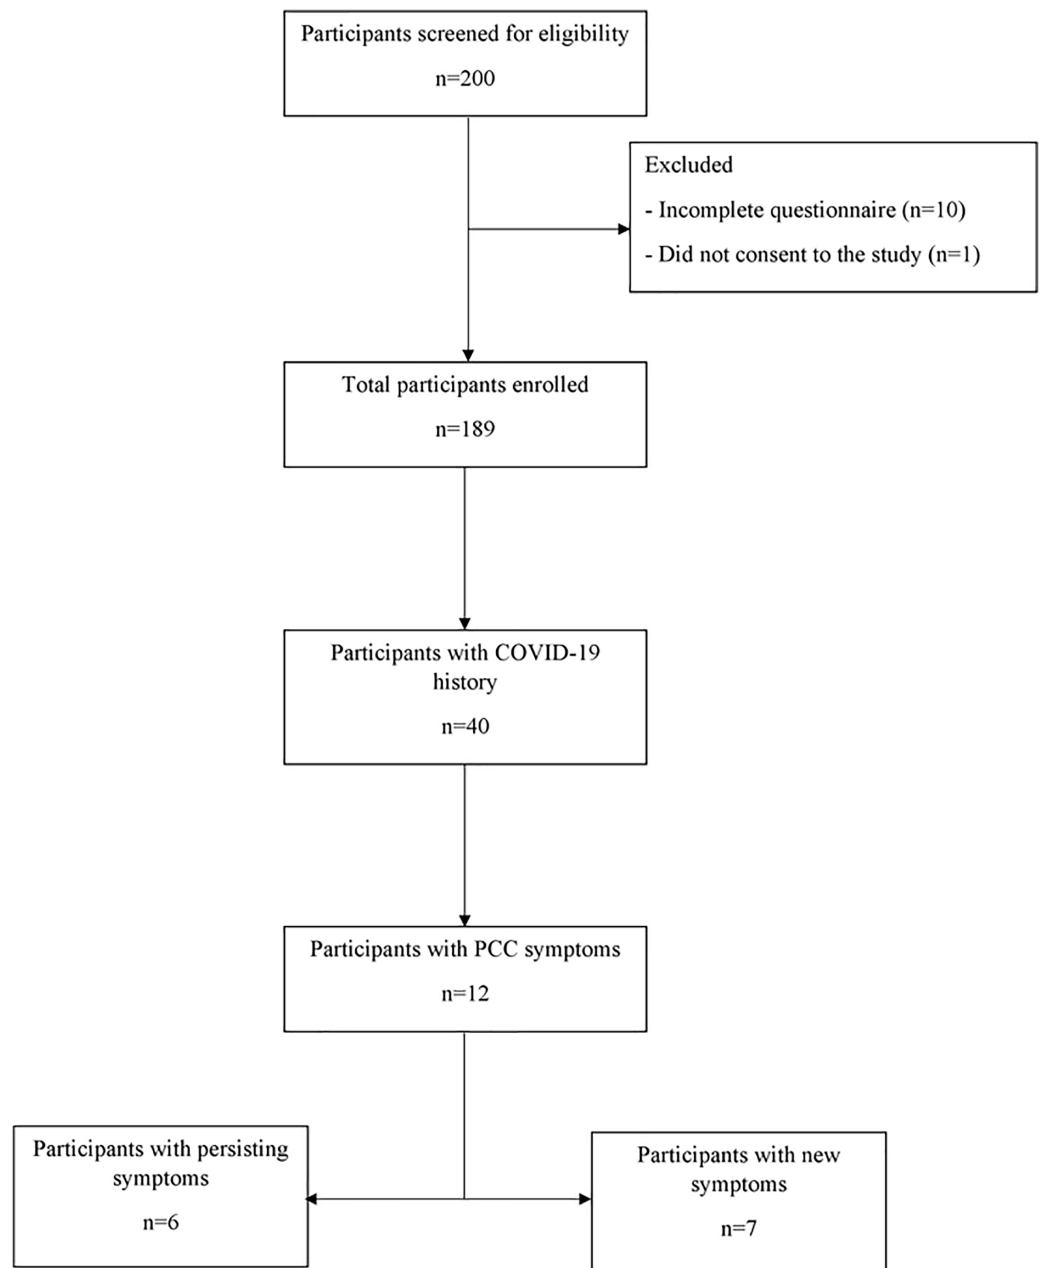 Participants screened for eligibility
n=200
Excluded
- Incomplete questionnaire (n=10)
- Did not consent to the study (n=1)
Total participants enrolled
n=189
Participants with COVID-19
history
n=40
Participants with PCC symptoms
n=12
Participants with persisting
symptoms
n=6
Participants with new
symptoms
n=7